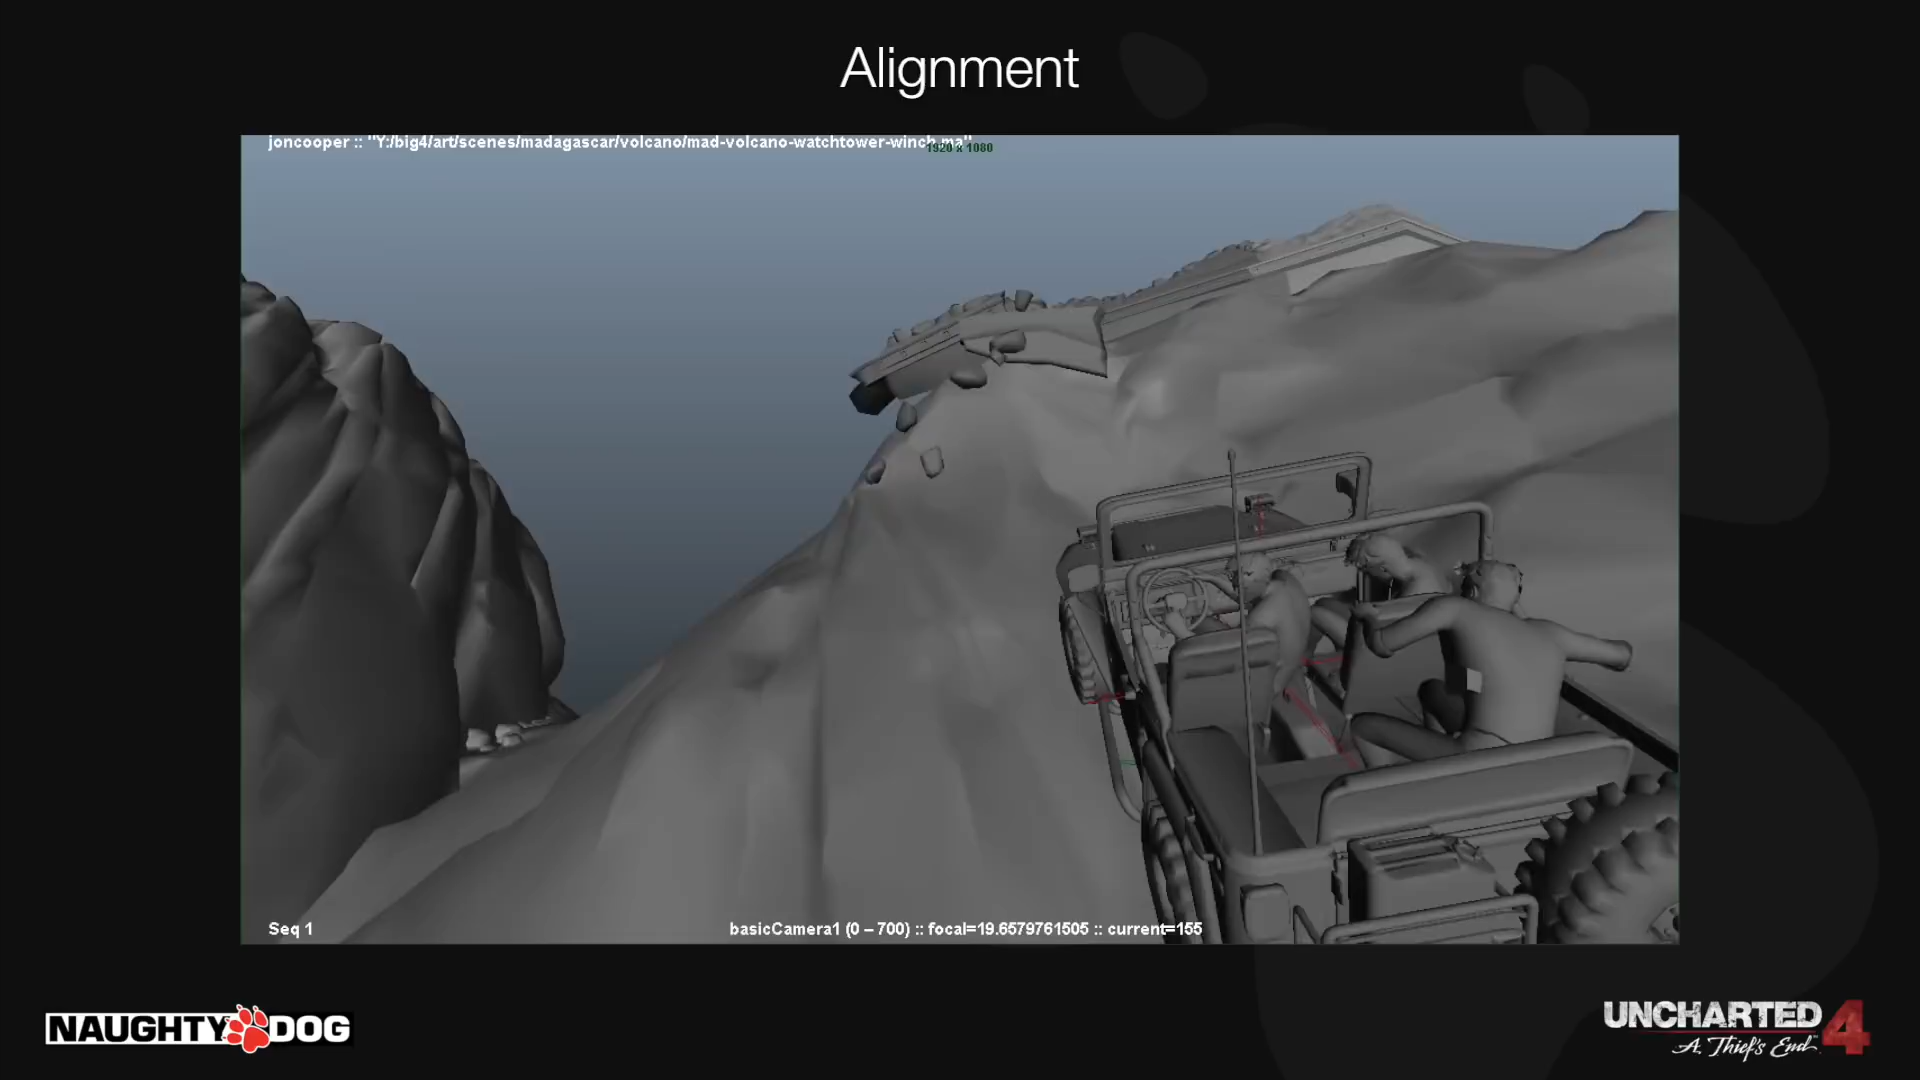 Alignment
joncooper :: "Y:/big4/art/scenes/madagascar/volcano/mad-volcano-watchtower-winch.ma"
1920 x 1080
Seq 1
basicCamera1 (0 – 700) :: focal=19.6579761505 :: current=155
NAUGHTY DOG
UNCHARTED 4
A Thief's End™